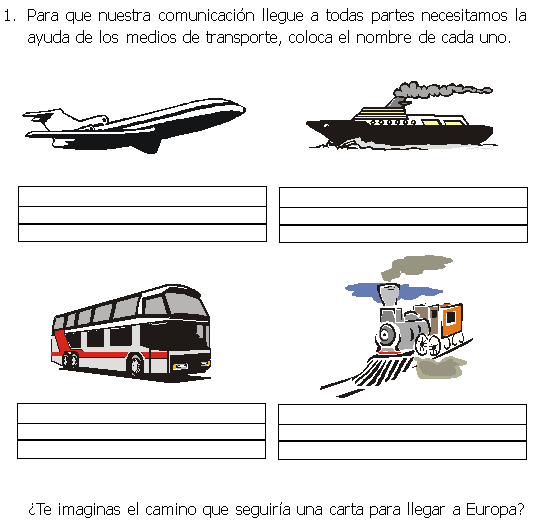 1. Para que nuestra comunicación llegue a todas partes necesitamos la
ayuda de los medios de transporte, coloca el nombre de cada uno.
¿Te imaginas el camino que seguiría una carta para llegar a Europa?